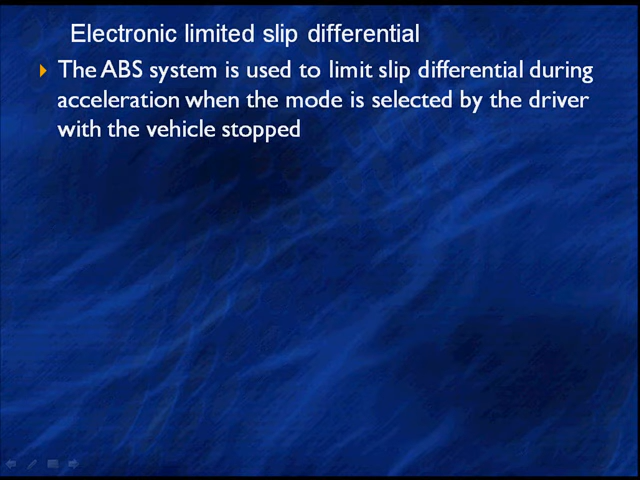 Electronic limited slip differential
The ABS system is used to limit slip differential during
acceleration when the mode is selected by the driver
with the vehicle stopped